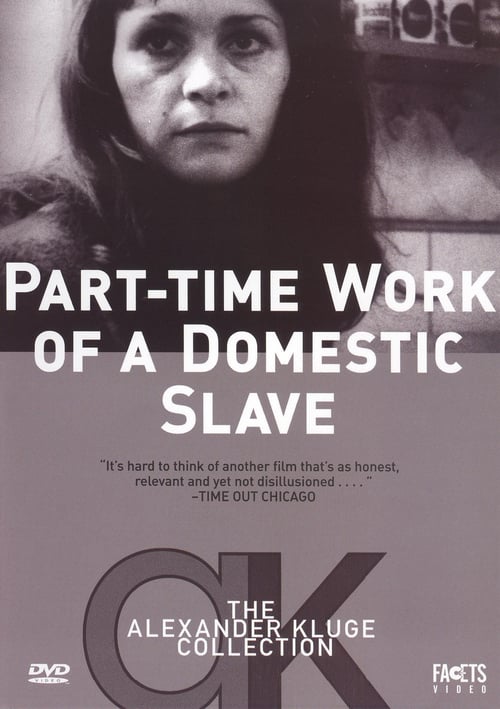 PART-TIME WORK
OF A DOMESTIC
SLAVE
“It’s hard to think of another film that’s as honest,
relevant and yet not disillusioned . . . . ”
–TIME OUT CHICAGO
ak
THE
ALEXANDER KLUGE
COLLECTION
DVD
VIDEO
FACETS
VIDEO